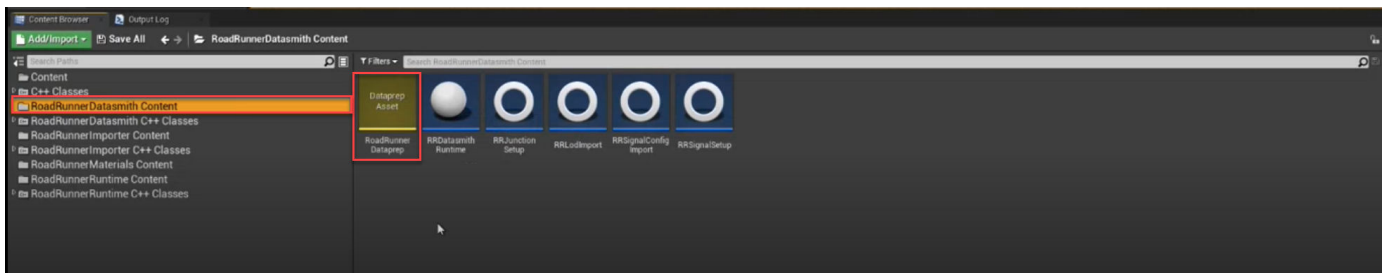 Content Browser Output Log
Add/Import Save All RoadRunnerDatasmith Content
Search Paths Filters Search RoadRunnerDatasmith Content
Content
C++ Classes
RoadRunnerDatasmith Content
RoadRunnerDatasmith C++ Classes
RoadRunnerImporter Content
RoadRunnerImporter C++ Classes
RoadRunnerMaterials Content
RoadRunnerRuntime Content
RoadRunnerRuntime C++ Classes
Dataprep
Asset
RoadRunner
Dataprep
RRDatasmith
Runtime
RRJunction
Setup
RRLodImport
RRSignalConfig
Import
RRSignalSetup